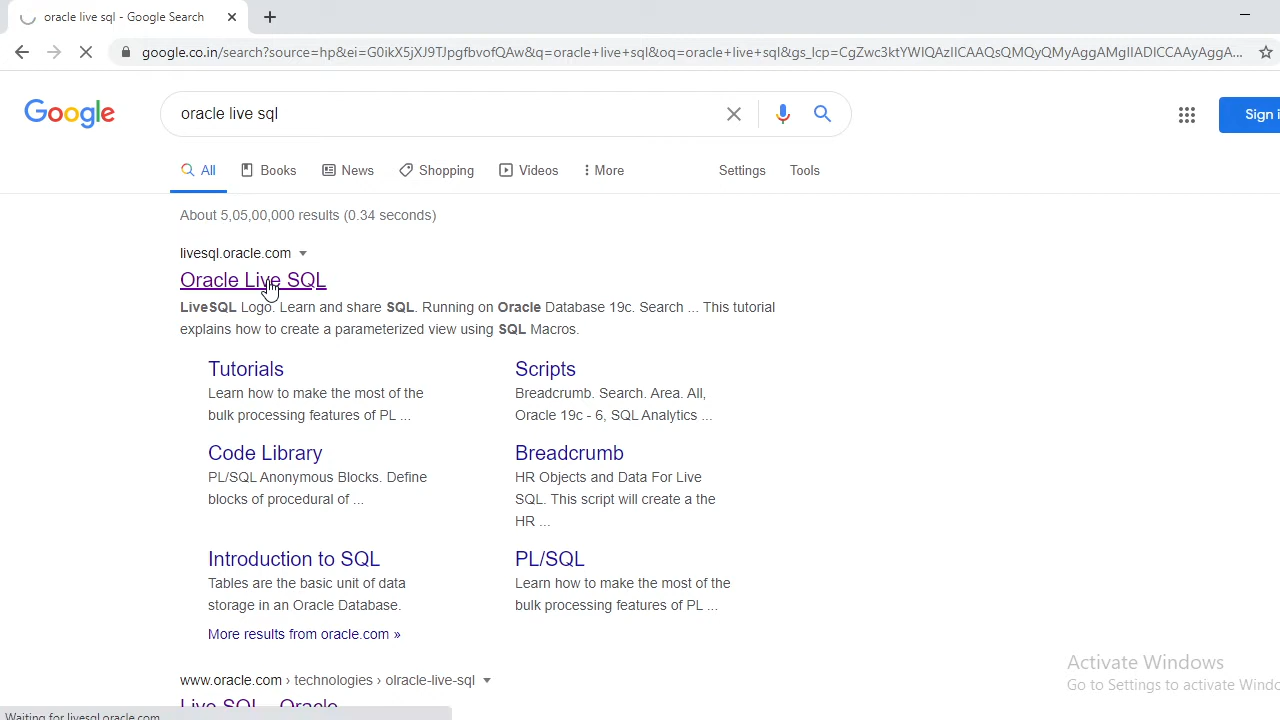 oracle live sql - Google Search
google.co.in/search?source=hp&ei=G0ikX5jXJ9TJpgfbvofQAw&q=oracle+live+sql&oq=oracle+live+sql&gs_lcp=CgZwc3ktYWIQAzIICAAQsQMQyQMyAggAMgIIADICCAAyAggA...
Google
oracle live sql
Sign i
All
Books
News
Shopping
Videos
More
Settings
Tools
About 5,05,00,000 results (0.34 seconds)
livesql.oracle.com
Oracle Live SQL
LiveSQL Logo. Learn and share SQL. Running on Oracle Database 19c. Search ... This tutorial
explains how to create a parameterized view using SQL Macros.
Tutorials
Learn how to make the most of the
bulk processing features of PL ...
Scripts
Breadcrumb. Search. Area. All,
Oracle 19c - 6, SQL Analytics ...
Code Library
PL/SQL Anonymous Blocks. Define
blocks of procedural of ...
Breadcrumb
HR Objects and Data For Live
SQL. This script will create a the
HR ...
Introduction to SQL
Tables are the basic unit of data
storage in an Oracle Database.
PL/SQL
Learn how to make the most of the
bulk processing features of PL ...
More results from oracle.com »
www.oracle.com › technologies › olracle-live-sql
Live SQL - Oracle
Activate Windows
Go to Settings to activate Windo
Waiting for livesql.oracle.com